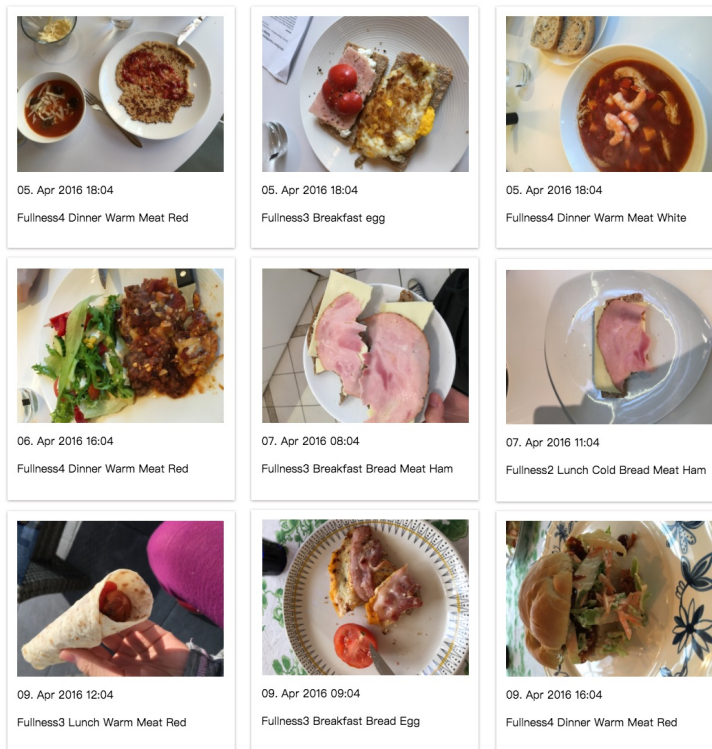 05. Apr 2016 18:04
Fullness4 Dinner Warm Meat Red
05. Apr 2016 18:04
Fullness3 Breakfast egg
05. Apr 2016 18:04
Fullness4 Dinner Warm Meat White
06. Apr 2016 16:04
Fullness4 Dinner Warm Meat Red
07. Apr 2016 08:04
Fullness3 Breakfast Bread Meat Ham
07. Apr 2016 11:04
Fullness2 Lunch Cold Bread Meat Ham
09. Apr 2016 12:04
Fullness3 Lunch Warm Meat Red
09. Apr 2016 09:04
Fullness3 Breakfast Bread Egg
09. Apr 2016 16:04
Fullness4 Dinner Warm Meat Red